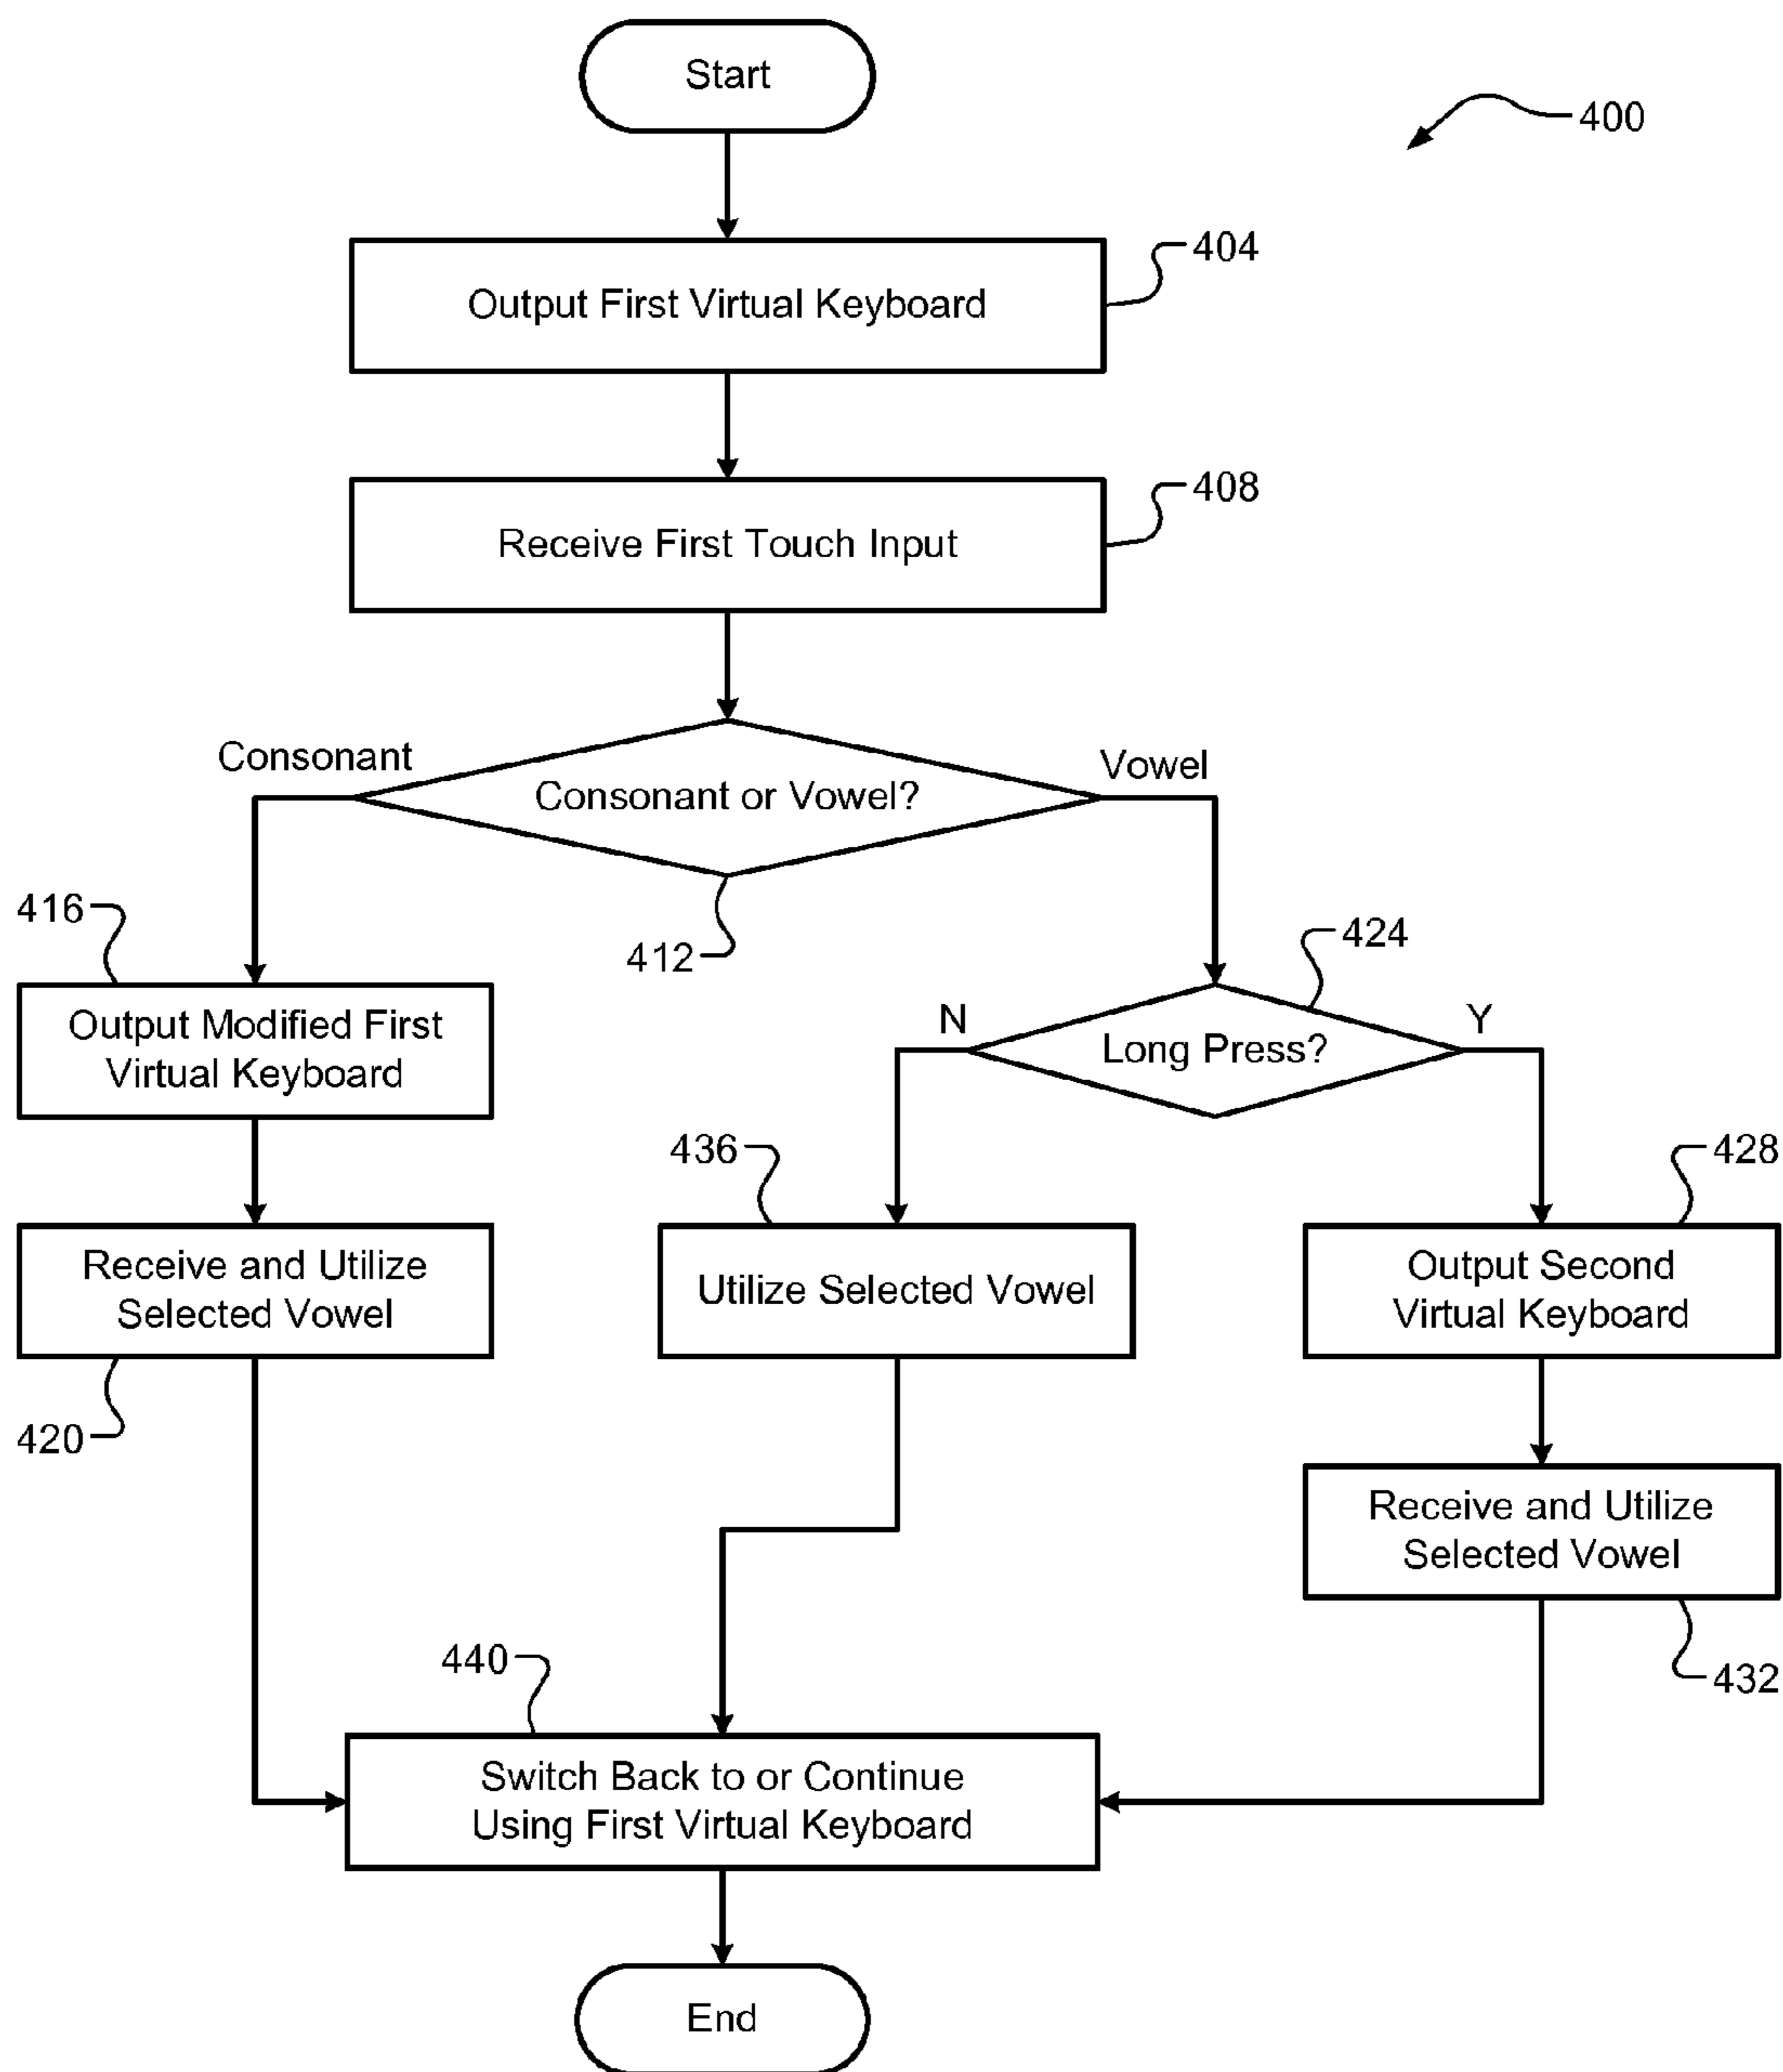 Start
400
404
Output First Virtual Keyboard
408
Receive First Touch Input
Consonant
Vowel
Consonant or Vowel?
416
412
424
Output Modified First
Virtual Keyboard
N
Y
Long Press?
436
428
Receive and Utilize
Selected Vowel
Utilize Selected Vowel
Output Second
Virtual Keyboard
420
Receive and Utilize
Selected Vowel
440
432
Switch Back to or Continue
Using First Virtual Keyboard
End